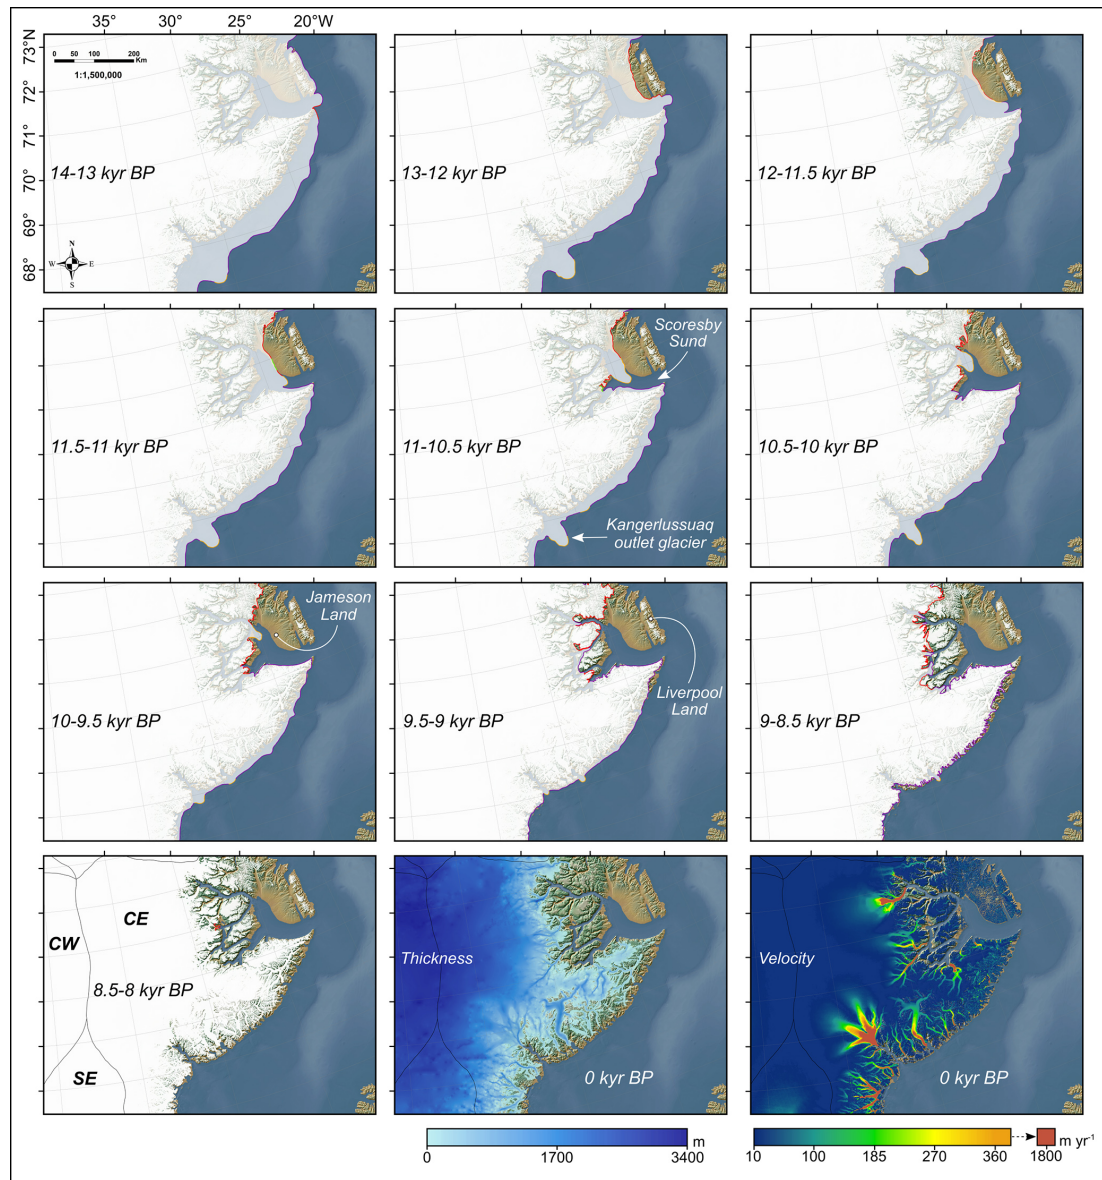 35° 30° 25° 20°W
73°N
72°
71°
70°
69°
68°
0 50 100 200
Km
1:1,500,000
14-13 kyr BP
N
W E
S
13-12 kyr BP
12-11.5 kyr BP
11.5-11 kyr BP
Scoresby
Sund
11-10.5 kyr BP
Kangerlussuaq
outlet glacier
10.5-10 kyr BP
Jameson
Land
10-9.5 kyr BP
9.5-9 kyr BP
Liverpool
Land
9-8.5 kyr BP
CE
CW
8.5-8 kyr BP
SE
Thickness
0 kyr BP
Velocity
0 kyr BP
m
0 1700 3400
m yr-1
10 100 185 270 360 1800